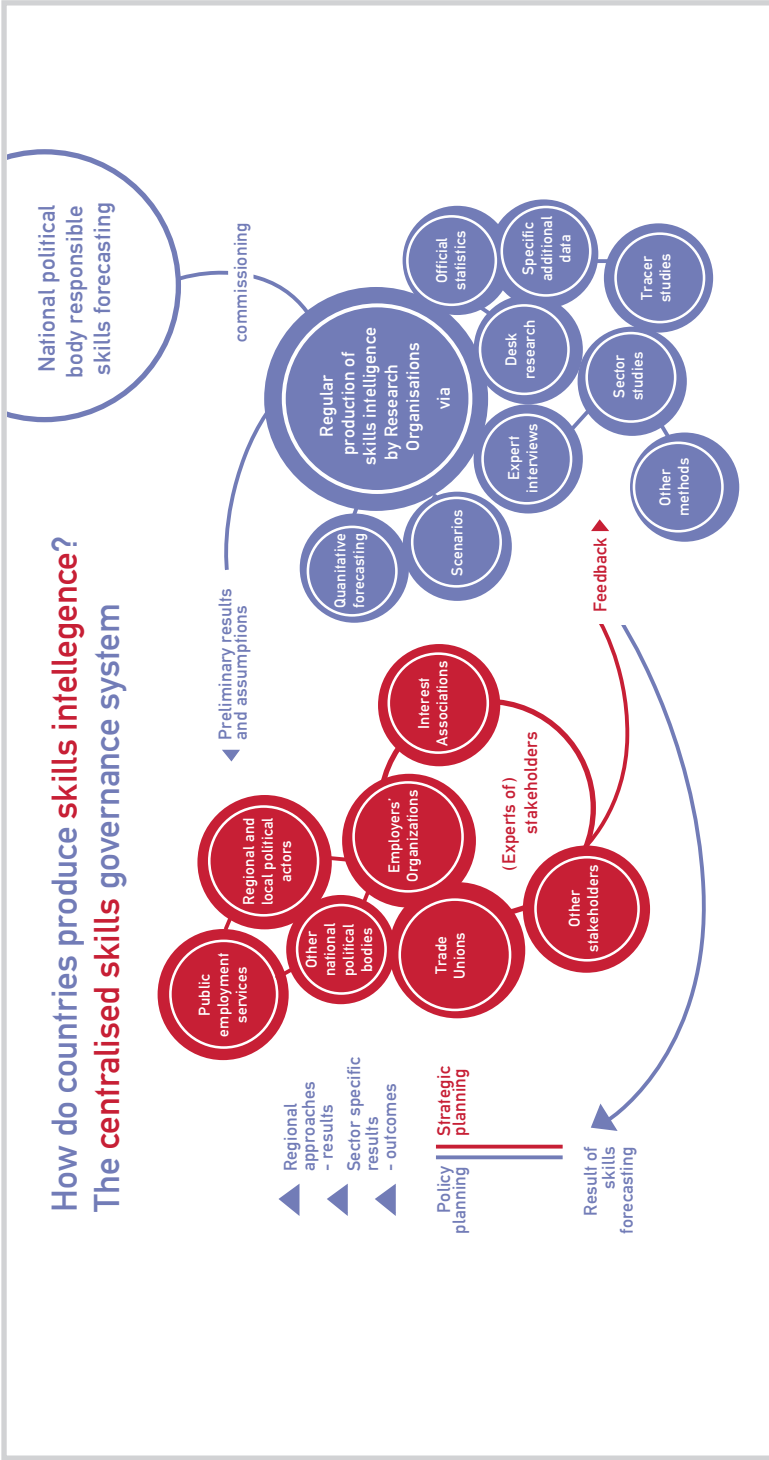 How do countries produce skills intellegence?
The centralised skills governance system
National political
body responsible
skills forecasting
commissioning
Preliminary results
and assumptions
Regular
production of
skills intelligence
by Research
Organisations
via
Quanitative
forecasting
Scenarios
Expert
interviews
Desk
research
Official
statistics
Specific
additional
data
Tracer
studies
Sector
studies
Other
methods
Public
employment
services
Regional and
local political
actors
Other
national
political
bodies
Employers'
Organizations
Interest
Associations
Trade
Unions
(Experts of)
stakeholders
Other
stakeholders
Feedback
Regional
approaches
- results
Sector specific
results
- outcomes
Policy
planning
Strategic
planning
Result of
skills
forecasting